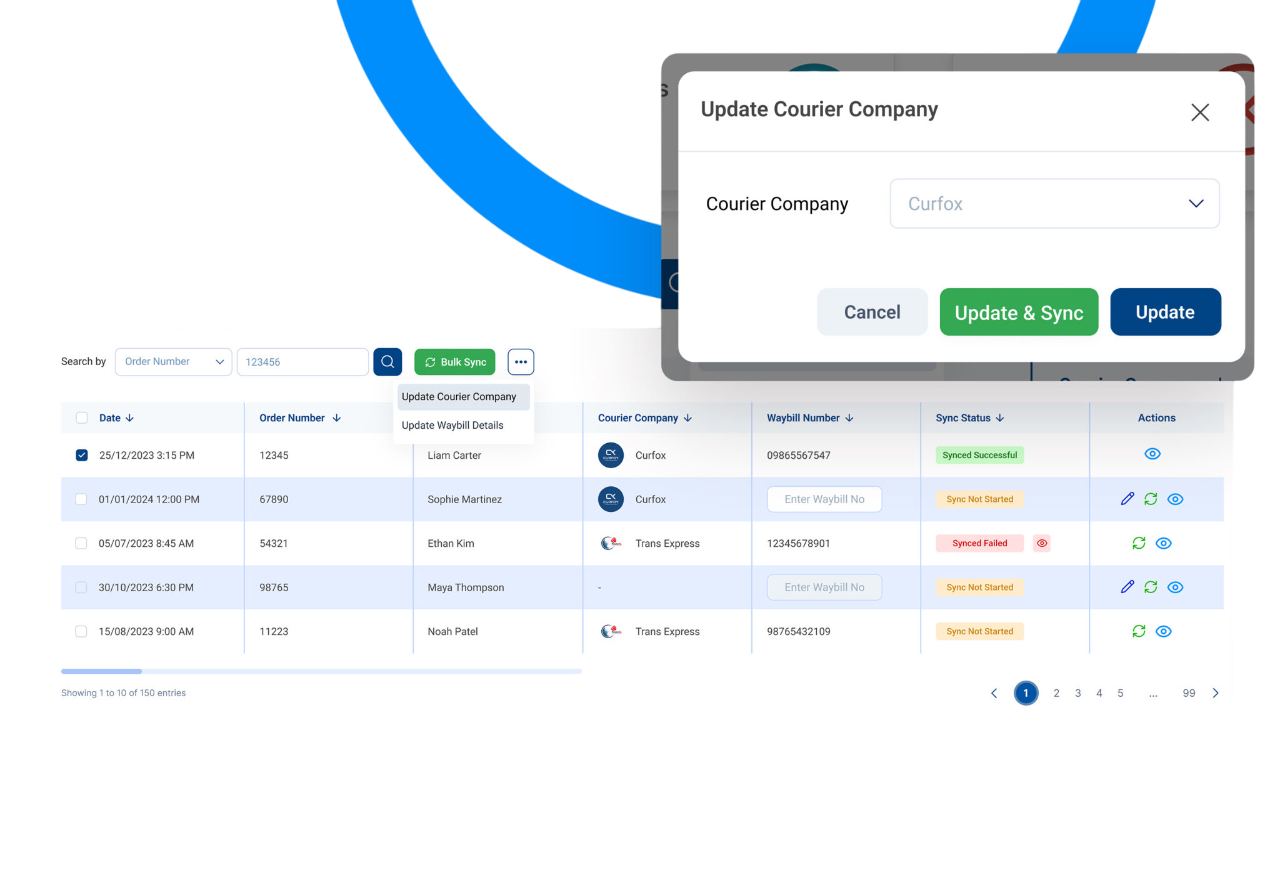 s
Update Courier Company
Courier Company
Curfox
Cancel
Update & Sync
Update
Search by
Order Number
123456
Bulk Sync
Update Courier Company
Update Waybill Details
Date
Order Number
Courier Company
Waybill Number
Sync Status
Actions
25/12/2023 3:15 PM 12345 Liam Carter Curfox 09865567547 Synced Successful
01/01/2024 12:00 PM 67890 Sophie Martinez Curfox Enter Waybill No Sync Not Started
05/07/2023 8:45 AM 54321 Ethan Kim Trans Express 12345678901 Synced Failed
30/10/2023 6:30 PM 98765 Maya Thompson - Enter Waybill No Sync Not Started
15/08/2023 9:00 AM 11223 Noah Patel Trans Express 98765432109 Sync Not Started
Showing 1 to 10 of 150 entries
1 2 3 4 5 ... 99